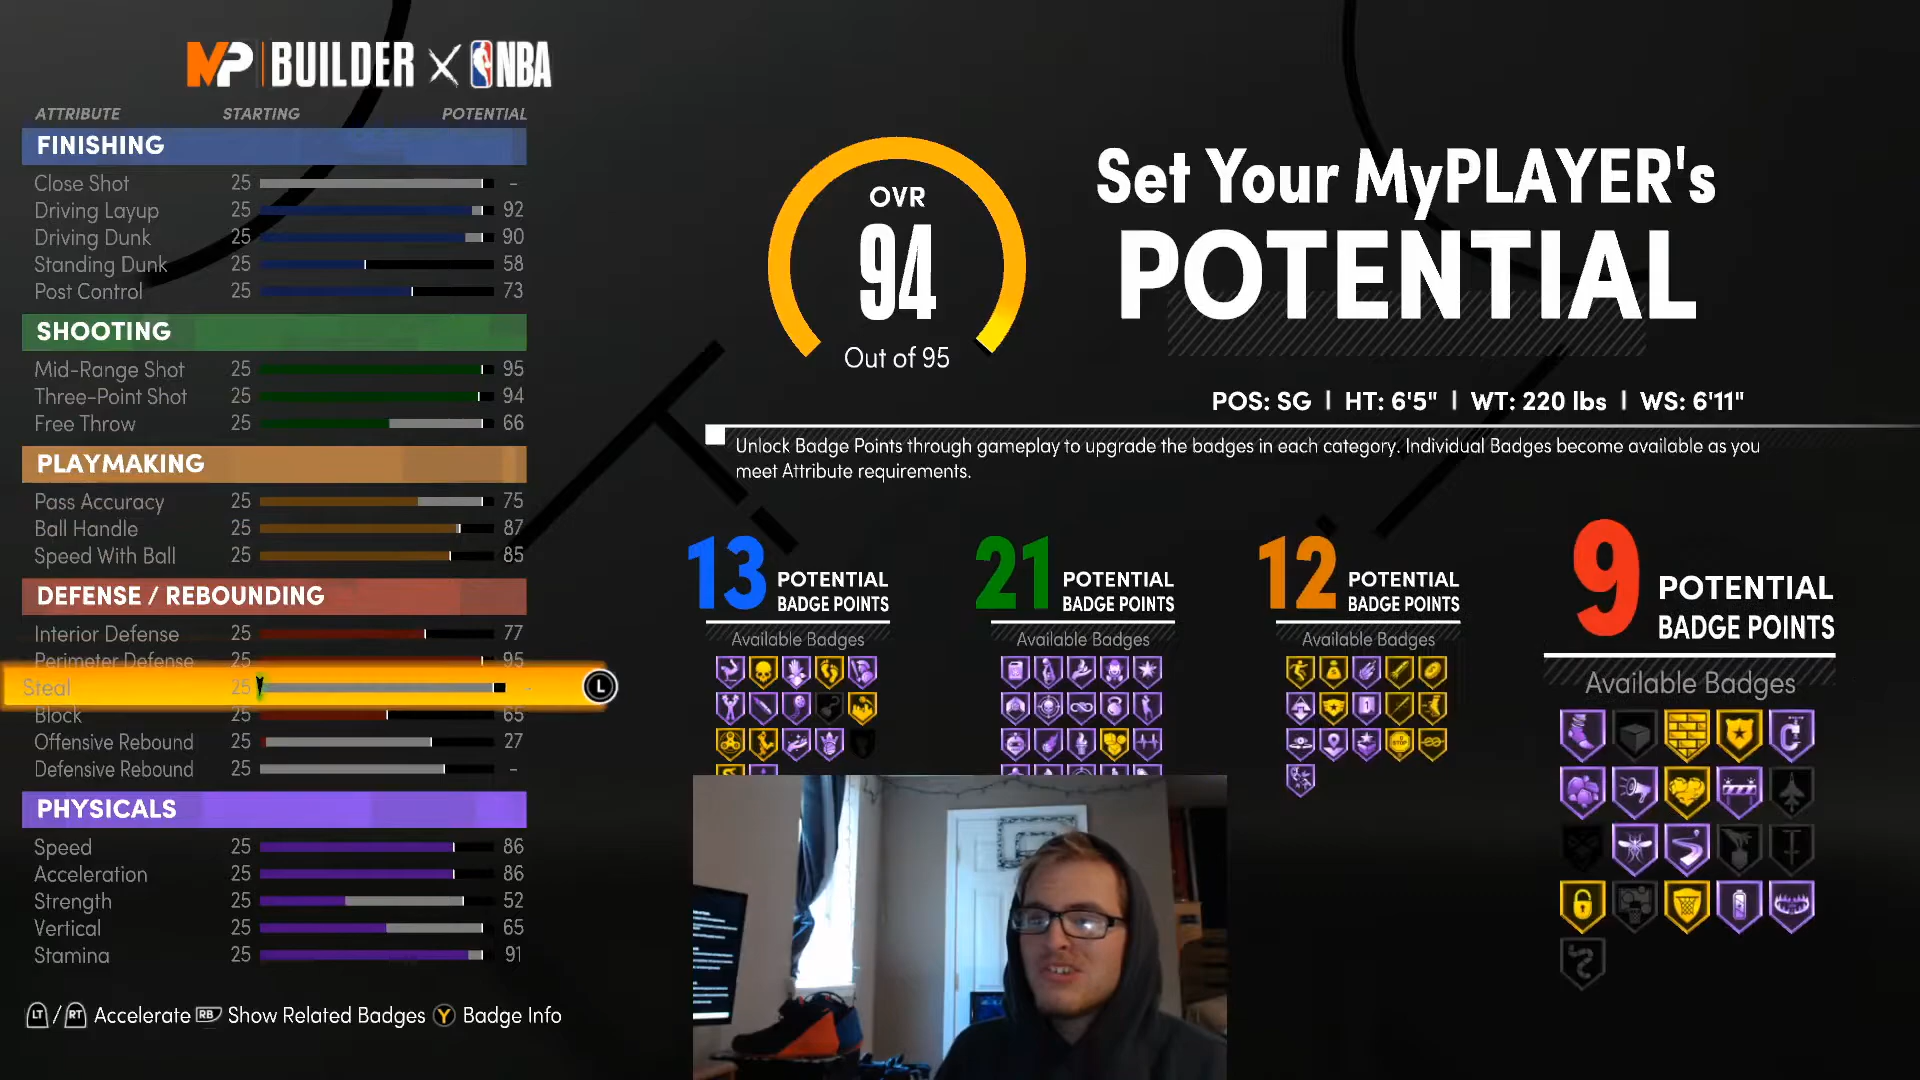 MP BUILDER X NBA
ATTRIBUTE STARTING POTENTIAL
FINISHING
Close Shot 25 -
Driving Layup 25 92
Driving Dunk 25 90
Standing Dunk 25 58
Post Control 25 73
SHOOTING
Mid-Range Shot 25 95
Three-Point Shot 25 94
Free Throw 25 66
PLAYMAKING
Pass Accuracy 25 75
Ball Handle 25 87
Speed With Ball 25 85
DEFENSE / REBOUNDING
Interior Defense 25 77
Perimeter Defense 25 95
Steal 25 - L
Block 25 65
Offensive Rebound 25 27
Defensive Rebound 25 -
PHYSICALS
Speed 25 86
Acceleration 25 86
Strength 25 52
Vertical 25 65
Stamina 25 91
LT / RT Accelerate RB Show Related Badges Y Badge Info
OVR
94
Out of 95
Set Your MyPLAYER's
POTENTIAL
POS: SG | HT: 6'5" | WT: 220 lbs | WS: 6'11"
Unlock Badge Points through gameplay to upgrade the badges in each category. Individual Badges become available as you
meet Attribute requirements.
13 POTENTIAL
BADGE POINTS
Available Badges
21 POTENTIAL
BADGE POINTS
Available Badges
12 POTENTIAL
BADGE POINTS
Available Badges
9 POTENTIAL
BADGE POINTS
Available Badges